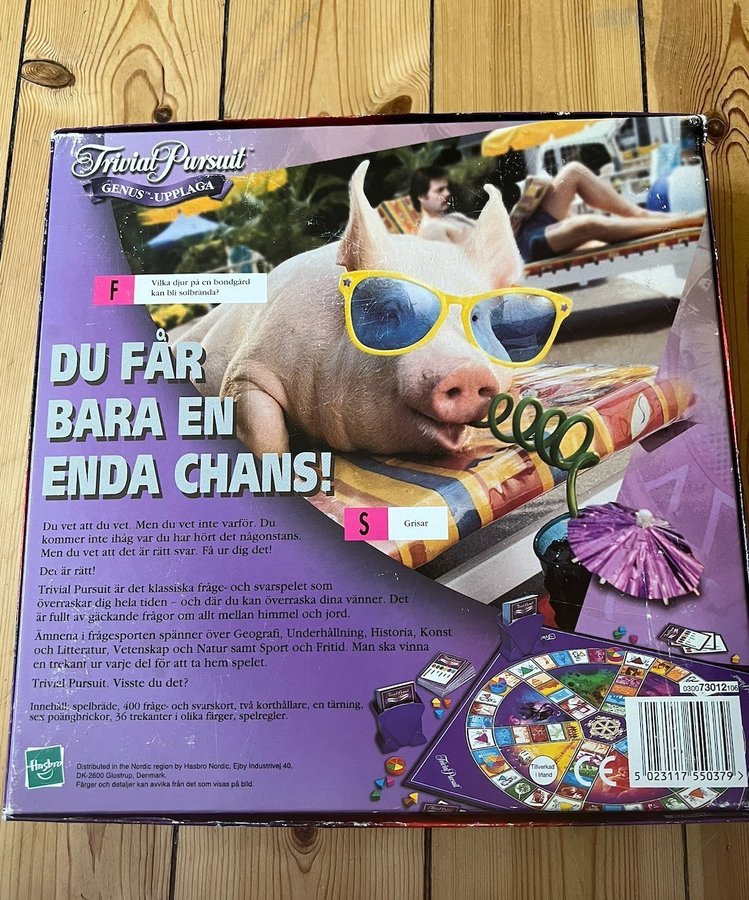 Trivial Pursuit™
GENUS™-UPPLAGA
F
Vilka djur på en bondgård
kan bli solbrända?
DU FÅR
BARA EN
ENDA CHANS!
S
Grisar
Du vet att du vet. Men du vet inte varför. Du
kommer inte ihåg var du har hört det någonstans.
Men du vet att det är rätt svar. Få ur dig det!
Det är rätt!
Trivial Pursuit är det klassiska fråge- och svarspelet som
överraskar dig hela tiden – och där du kan överraska dina vänner. Det
är fullt av gäckande frågor om allt mellan himmel och jord.
Ämnena i frågesporten spänner över Geografi, Underhållning, Historia, Konst
och Litteratur, Vetenskap och Natur samt Sport och Fritid. Man ska vinna
en trekant ur varje del för att ta hem spelet.
Trivial Pursuit. Visste du det?
Innehåll: spelbräde, 400 fråge- och svarskort, två korthållare, en tärning,
sex poängbrickor, 36 trekanter i olika färger, spelregler.
Hasbro
Distributed in the Nordic region by Hasbro Nordic, Ejby Industrivej 40,
DK-2600 Glostrup, Denmark.
Färger och detaljer kan avvika från det som visas på bild.
Trivial Pursuit
Tillverkad
i Irland
CE
030073012106
5 023117 550379 >